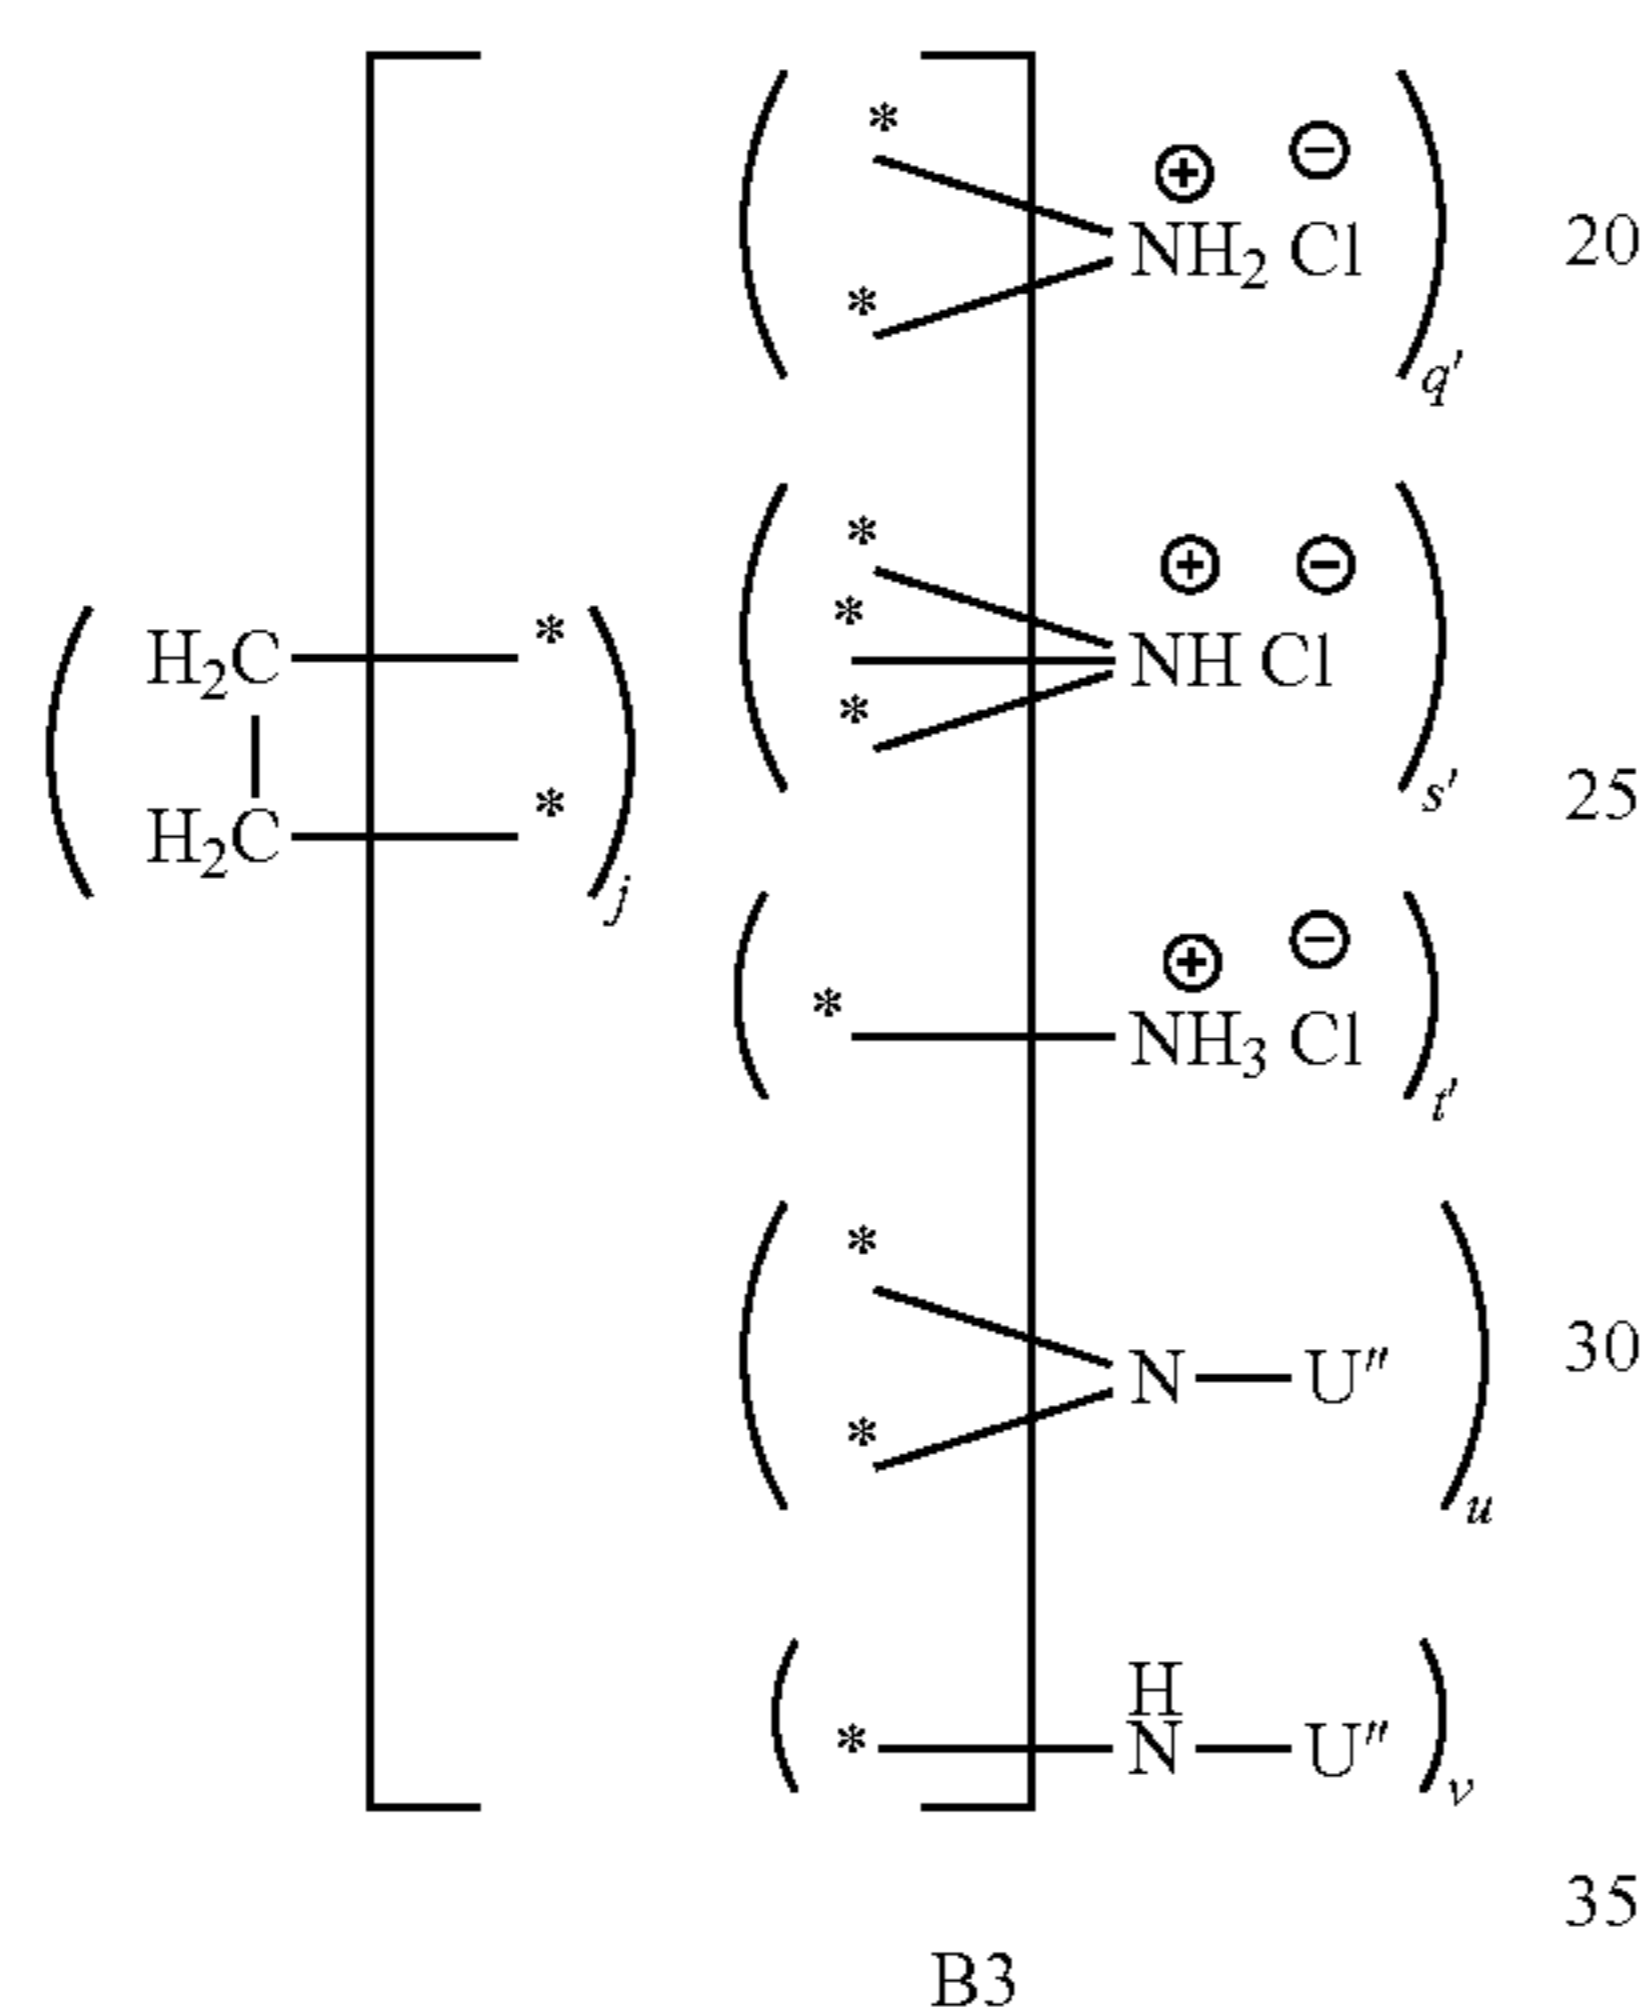 * ⊕ ⊖
NH₂ Cl 20
*
q'
* ⊕ ⊖
*
H₂C * NH Cl
*
s' 25
H₂C *
j
⊕ ⊖
* NH₃ Cl
t'
*
N U″ 30
*
u
H
* N U″
v
35
B3